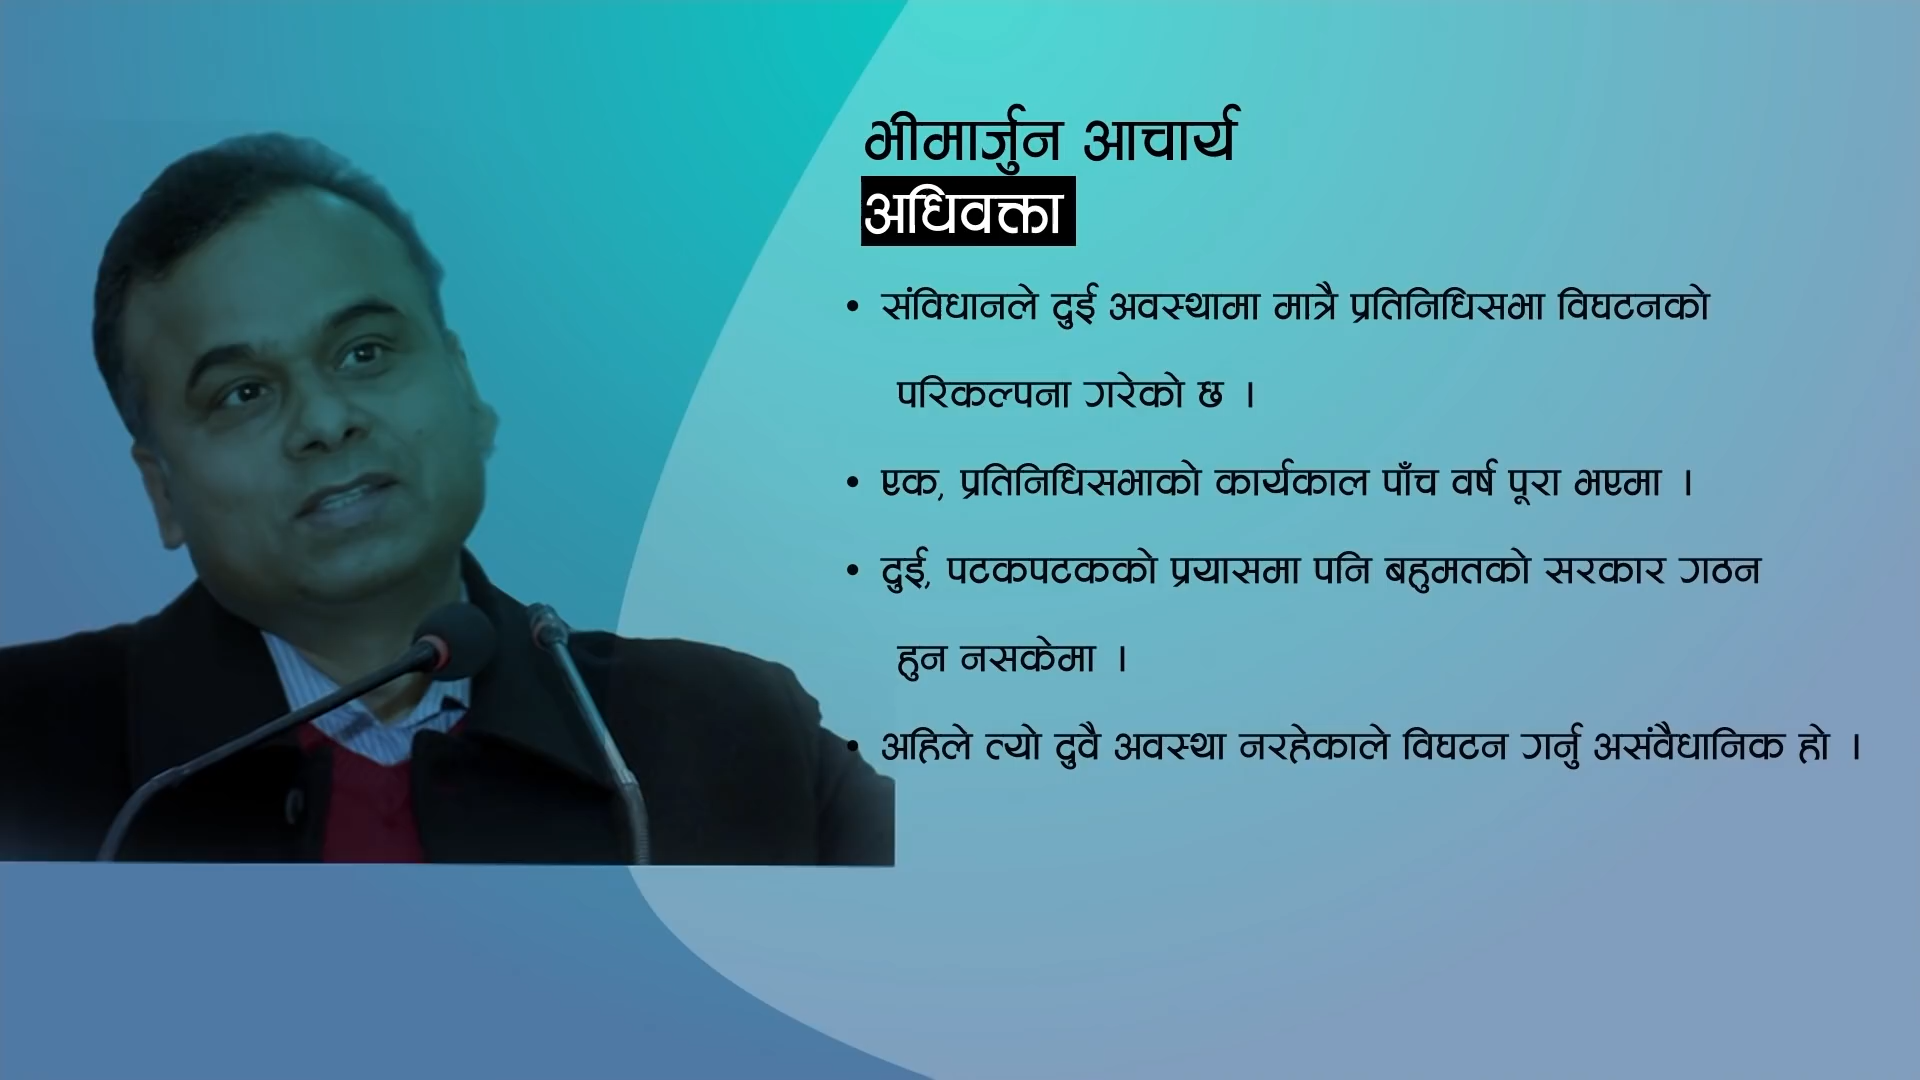 भीमार्जुन आचार्य
अधिवक्ता
• संविधानले दुई अवस्थामा मात्रै प्रतिनिधिसभा विघटनको
परिकल्पना गरेको छ ।
• एक, प्रतिनिधिसभाको कार्यकाल पाँच वर्ष पूरा भएमा ।
• दुई, पटकपटकको प्रयासमा पनि बहुमतको सरकार गठन
हुन नसकेमा ।
• अहिले त्यो दुवै अवस्था नरहेकाले विघटन गर्नु असंवैधानिक हो ।